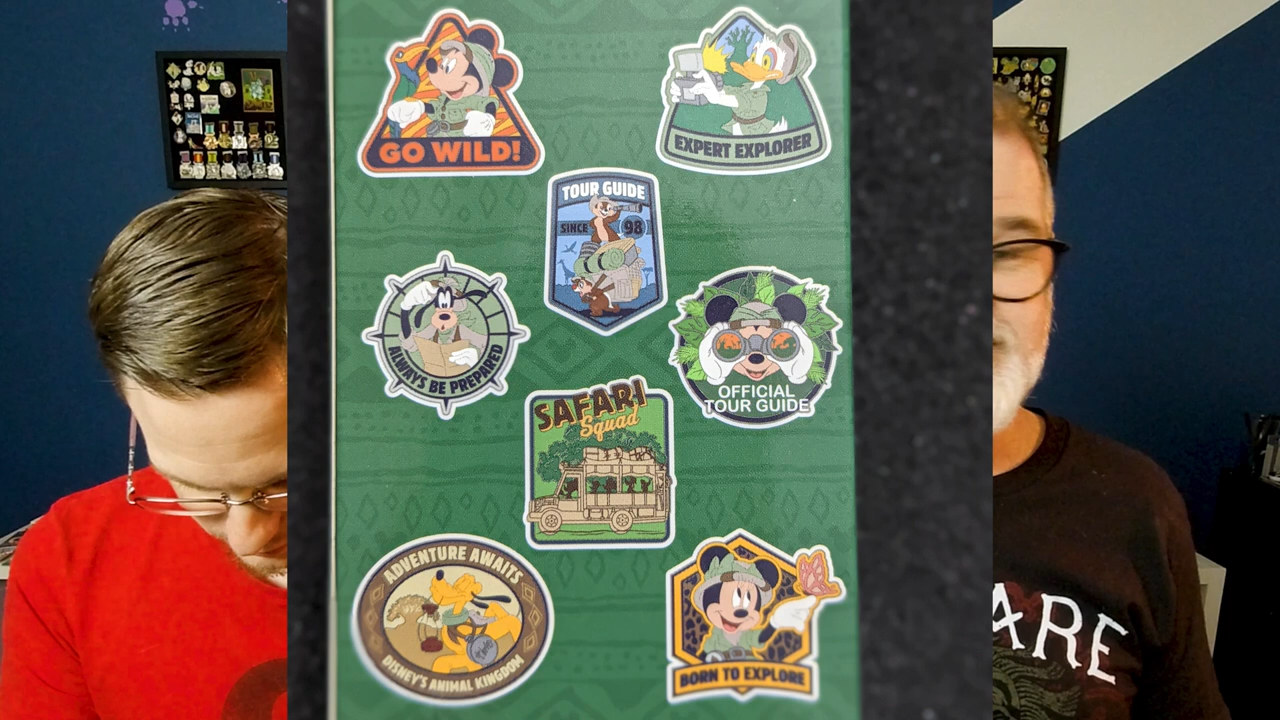 GO WILD!
EXPERT EXPLORER
TOUR GUIDE
SINCE 98
ALWAYS BE PREPARED
OFFICIAL
TOUR GUIDE
SAFARI
Squad
ADVENTURE AWAITS
DISNEY'S ANIMAL KINGDOM
BORN TO EXPLORE
ARE